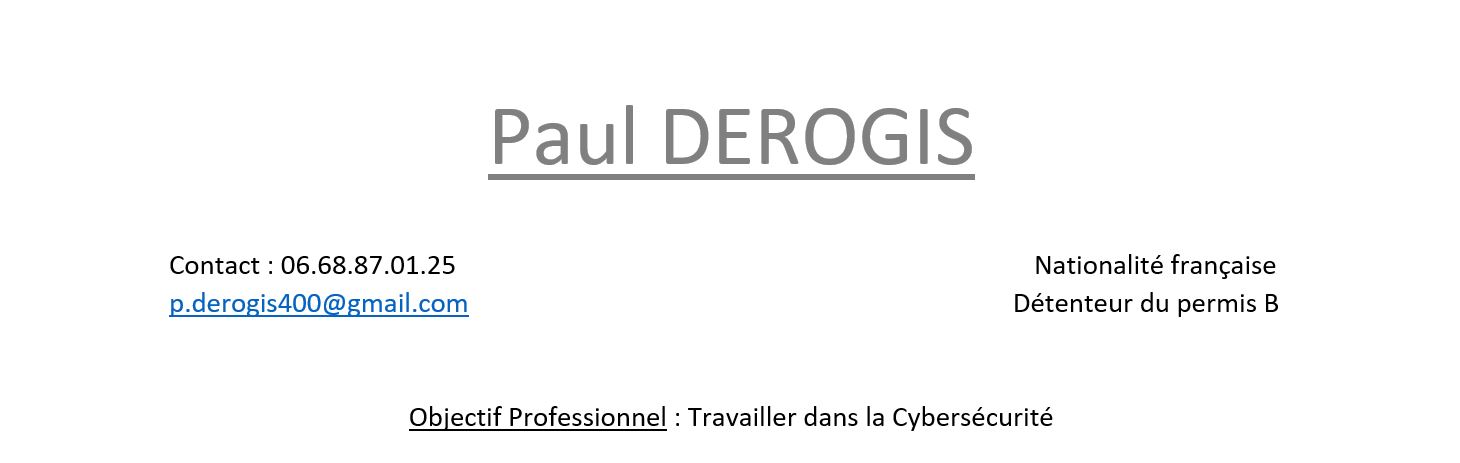 Paul DEROGIS
Contact : 06.68.87.01.25
Nationalité française
p.derogis400@gmail.com
Détenteur du permis B
Objectif Professionnel : Travailler dans la Cybersécurité